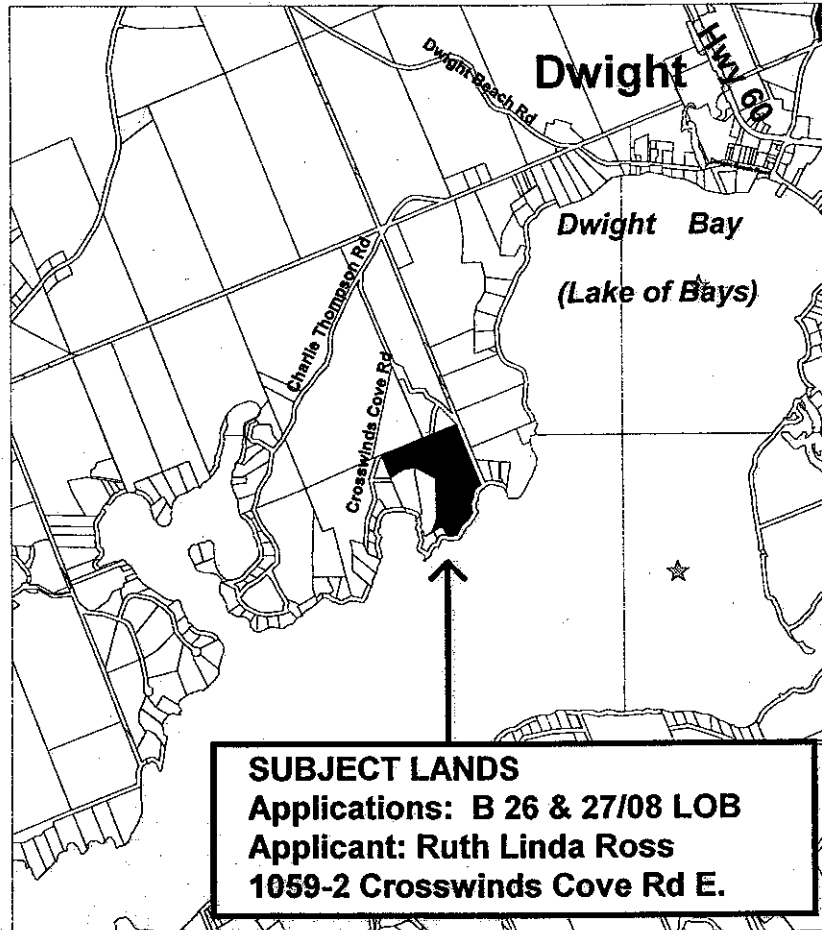 Dwight Beach Rd
Dwight
Hwy 60
Dwight Bay
(Lake of Bays)
Charlie Thompson Rd
Crosswinds Cove Rd
SUBJECT LANDS
Applications: B 26 & 27/08 LOB
Applicant: Ruth Linda Ross
1059-2 Crosswinds Cove Rd E.